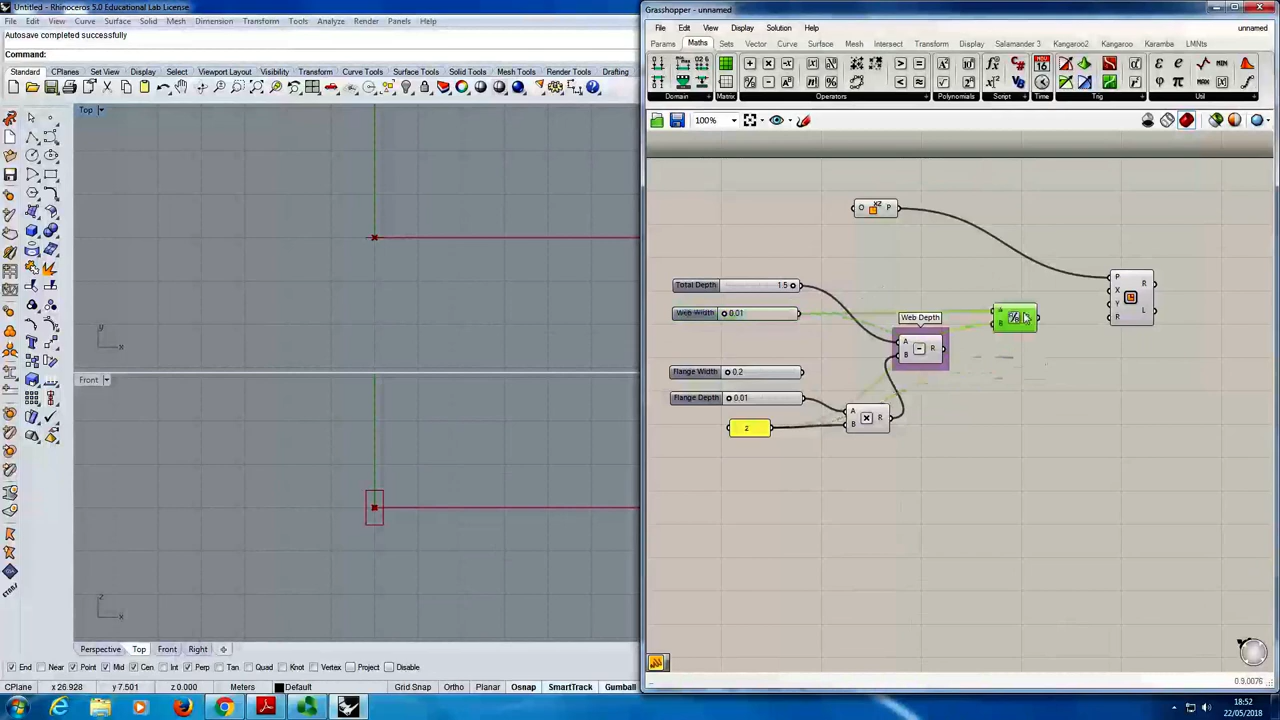 Untitled - Rhinoceros 5.0 Educational Lab License
File Edit View Curve Surface Solid Mesh Dimension Transform Tools Analyze Render Panels Help
Autosave completed successfully
Command:
Standard CPlanes Set View Display Select Viewport Layout Visibility Transform Curve Tools Surface Tools Solid Tools Mesh Tools Render Tools Drafting
Top
y
x
Front
z
x
Perspective Top Front Right
End Near Point Mid Cen Int Perp Tan Quad Knot Vertex Project Disable
CPlane x 26.928 y 7.501 z 0.000 Meters Default Grid Snap Ortho Planar Osnap SmartTrack Gumball
Grasshopper - unnamed
File Edit View Display Solution Help unnamed
Params Maths Sets Vector Curve Surface Mesh Intersect Transform Display Salamander 3 Kangaroo2 Kangaroo Karamba LMNts
Domain Matrix Operators Polynomials Script Time Trig Util
100%
O XZ P
Total Depth 1.5
Web Width 0.01
Web Depth
A B R
A B
P X Y R R L
Flange Width 0.2
Flange Depth 0.01
2
A B R
0.9.0076
18:52
22/05/2018